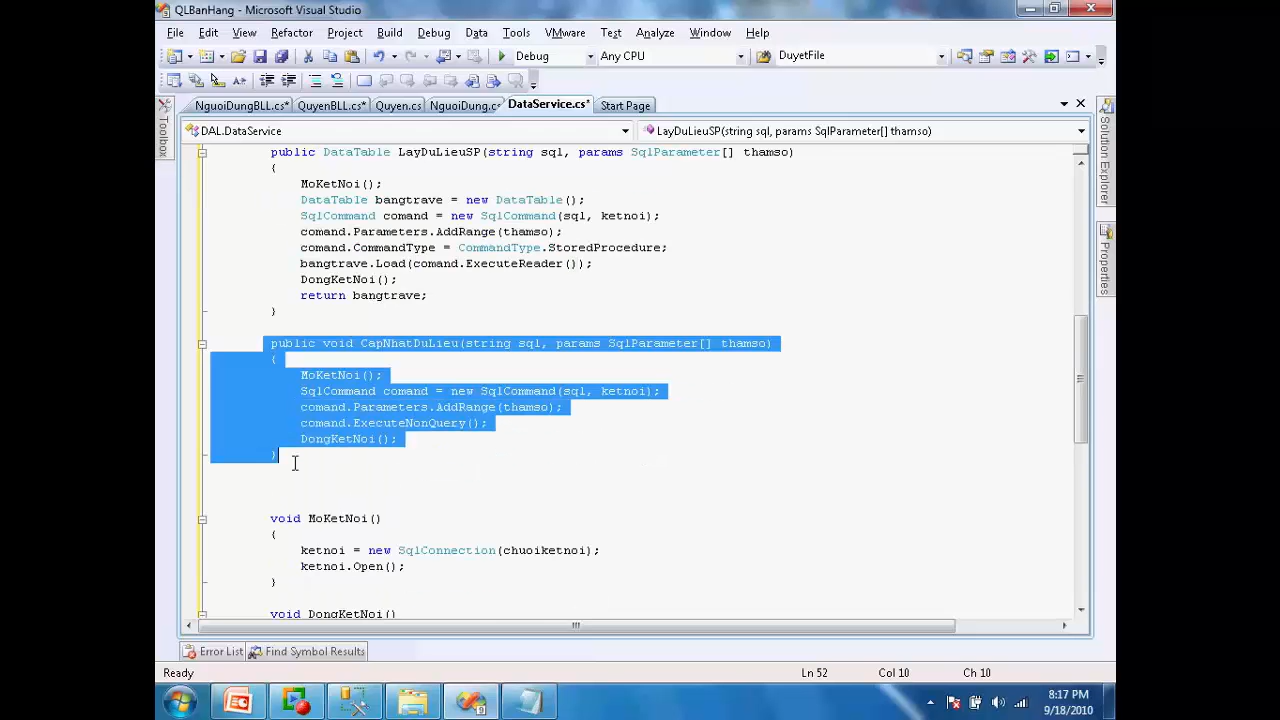 QLBanHang - Microsoft Visual Studio
File Edit View Refactor Project Build Debug Data Tools VMware Test Analyze Window Help
Debug Any CPU DuyetFile
NguoiDungBLL.cs* QuyenBLL.cs* Quyen.cs NguoiDung.c DataService.cs* Start Page
Toolbox
DAL.DataService LayDuLieuSP(string sql, params SqlParameter[] thamso)
public DataTable LayDuLieuSP(string sql, params SqlParameter[] thamso)
{
MoKetNoi();
DataTable bangtrave = new DataTable();
SqlCommand comand = new SqlCommand(sql, ketnoi);
comand.Parameters.AddRange(thamso);
comand.CommandType = CommandType.StoredProcedure;
bangtrave.Load(comand.ExecuteReader());
DongKetNoi();
return bangtrave;
}
public void CapNhatDuLieu(string sql, params SqlParameter[] thamso)
{
MoKetNoi();
SqlCommand comand = new SqlCommand(sql, ketnoi);
comand.Parameters.AddRange(thamso);
comand.ExecuteNonQuery();
DongKetNoi();
}
void MoKetNoi()
{
ketnoi = new SqlConnection(chuoiketnoi);
ketnoi.Open();
}
void DongKetNoi()
Solution Explorer
Properties
Error List Find Symbol Results
Ready Ln 52 Col 10 Ch 10
8:17 PM
9/18/2010